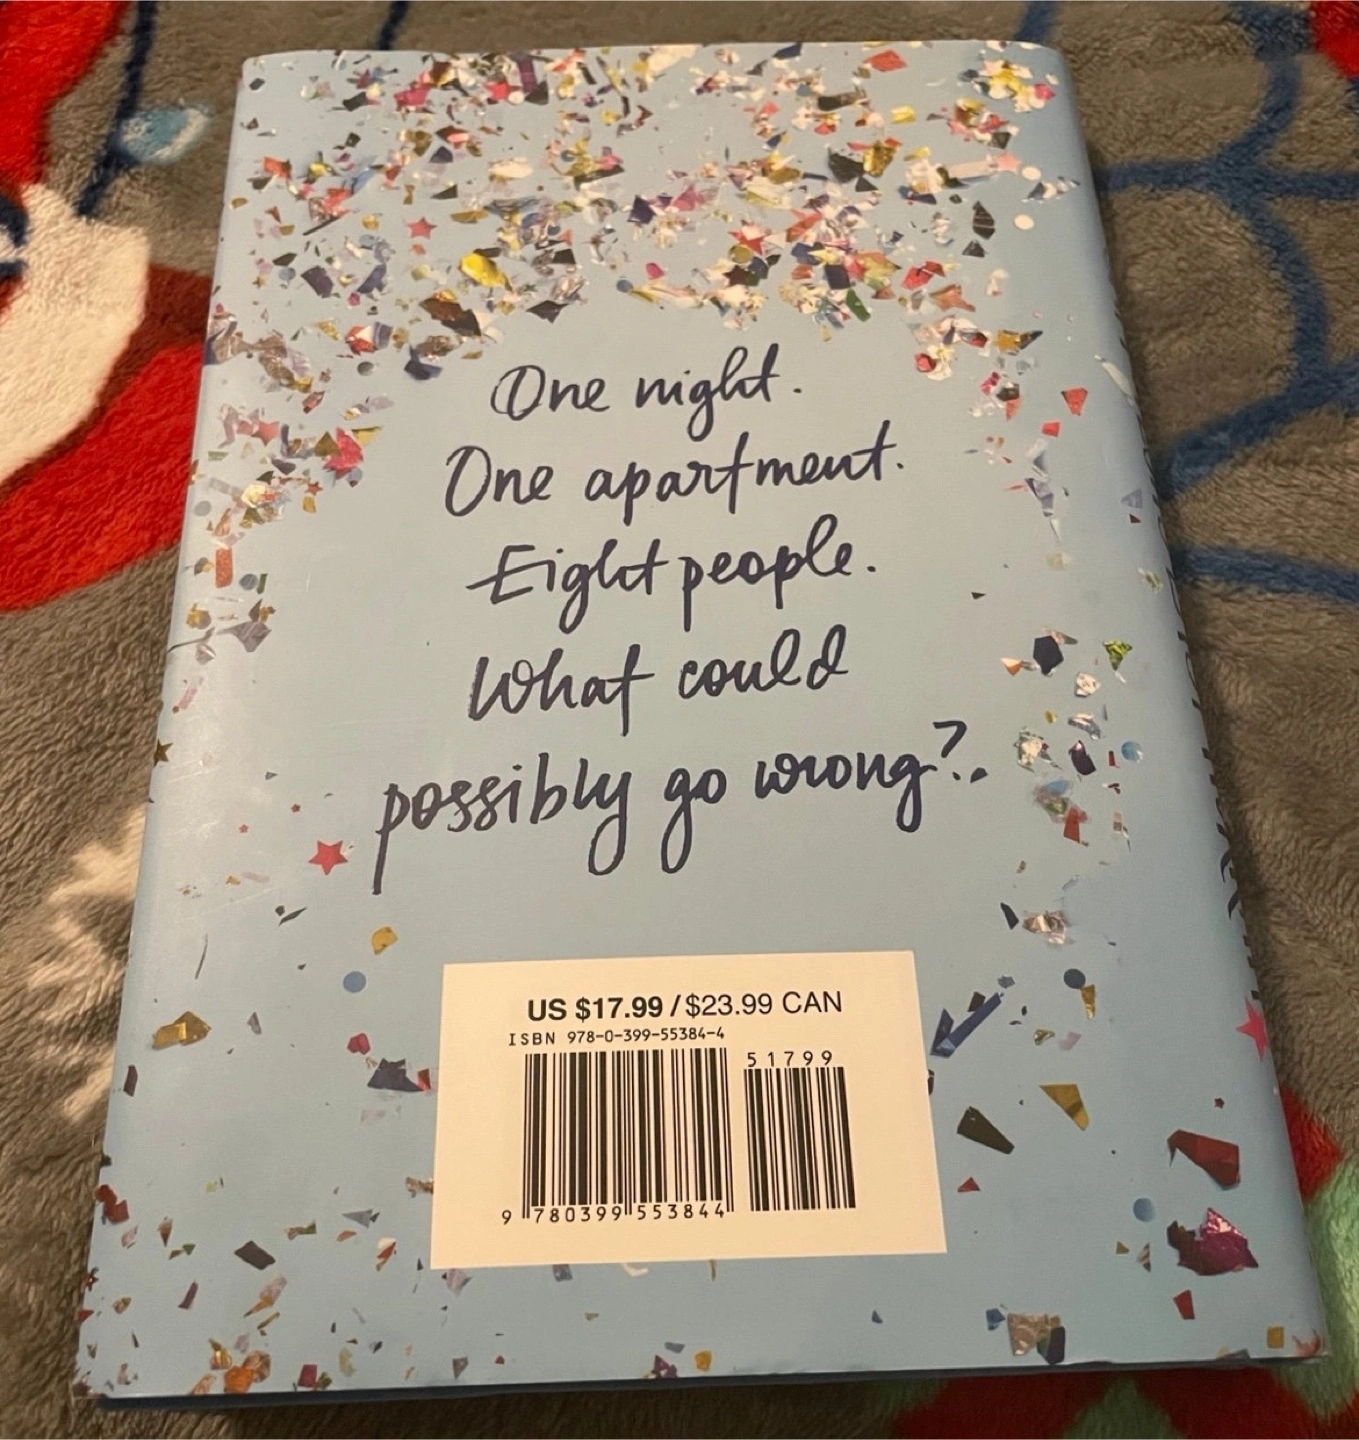 One night.
One apartment.
Eight people.
What could
possibly go wrong?..
US $17.99 / $23.99 CAN
ISBN 978-0-399-55384-4
51799
9 780399 553844